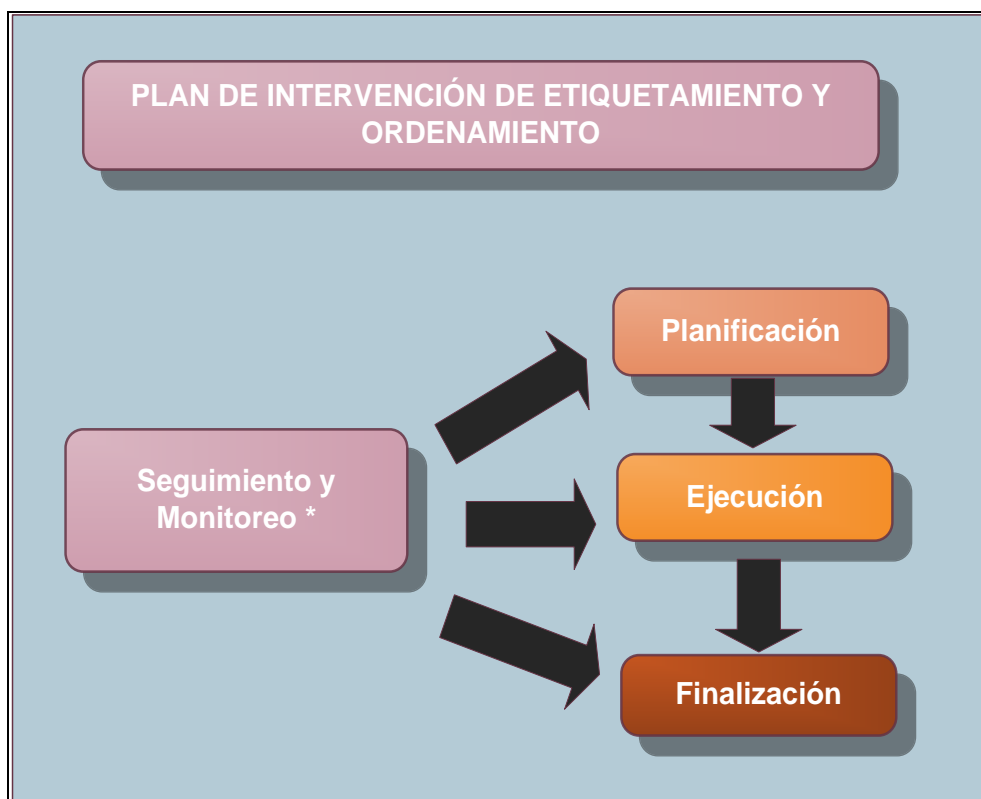 PLAN DE INTERVENCIÓN DE ETIQUETAMIENTO Y
ORDENAMIENTO
Planificación
Seguimiento y
Monitoreo *
Ejecución
Finalización